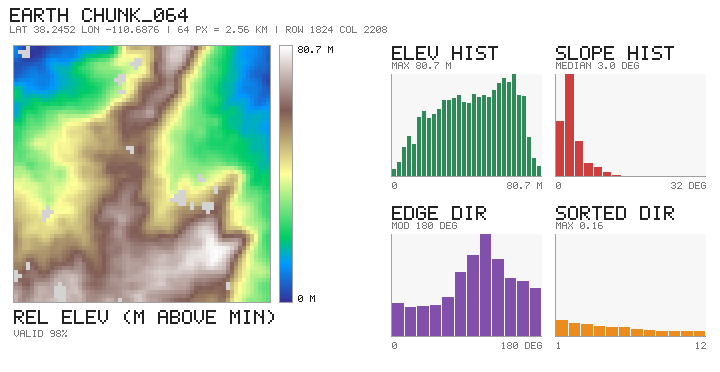 EARTH CHUNK_064
LAT 38.2452 LON -110.6876 | 64 PX = 2.56 KM | ROW 1824 COL 2208
80.7 M
0 M
REL ELEV (M ABOVE MIN)
VALID 98%
ELEV HIST
MAX 80.7 M
0 80.7 M
SLOPE HIST
MEDIAN 3.0 DEG
0 32 DEG
EDGE DIR
MOD 180 DEG
0 180 DEG
SORTED DIR
MAX 0.16
1 12